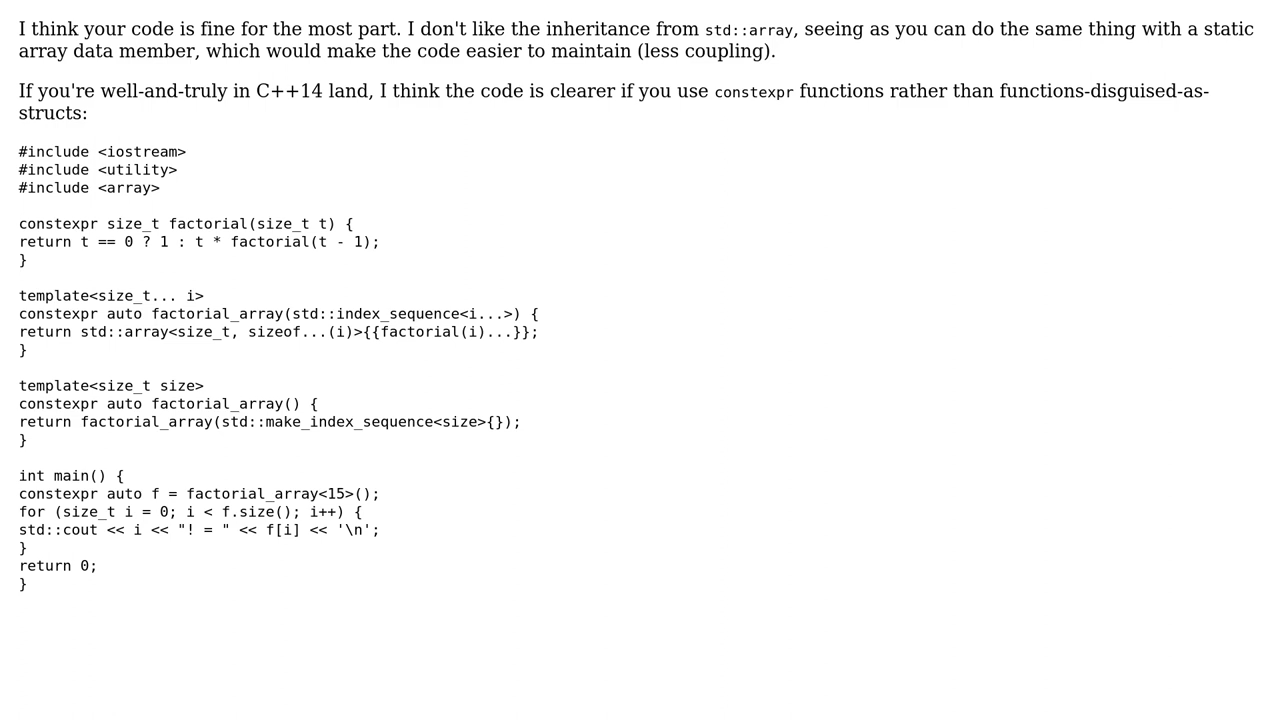 I think your code is fine for the most part. I don't like the inheritance from std::array, seeing as you can do the same thing with a static
array data member, which would make the code easier to maintain (less coupling).
If you're well-and-truly in C++14 land, I think the code is clearer if you use constexpr functions rather than functions-disguised-as-
structs:
#include <iostream>
#include <utility>
#include <array>
constexpr size_t factorial(size_t t) {
return t == 0 ? 1 : t * factorial(t - 1);
}
template<size_t... i>
constexpr auto factorial_array(std::index_sequence<i...>) {
return std::array<size_t, sizeof...(i)>{{factorial(i)...}};
}
template<size_t size>
constexpr auto factorial_array() {
return factorial_array(std::make_index_sequence<size>{});
}
int main() {
constexpr auto f = factorial_array<15>();
for (size_t i = 0; i < f.size(); i++) {
std::cout << i << "! = " << f[i] << '\n';
}
return 0;
}